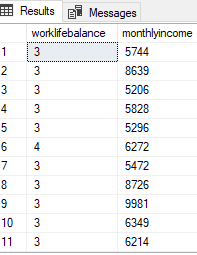 Results Messages
worklifebalance monthlyincome
1 3 5744
2 3 8639
3 3 5206
4 3 5828
5 3 5296
6 4 6272
7 3 5472
8 3 8726
9 3 9981
10 3 6349
11 3 6214